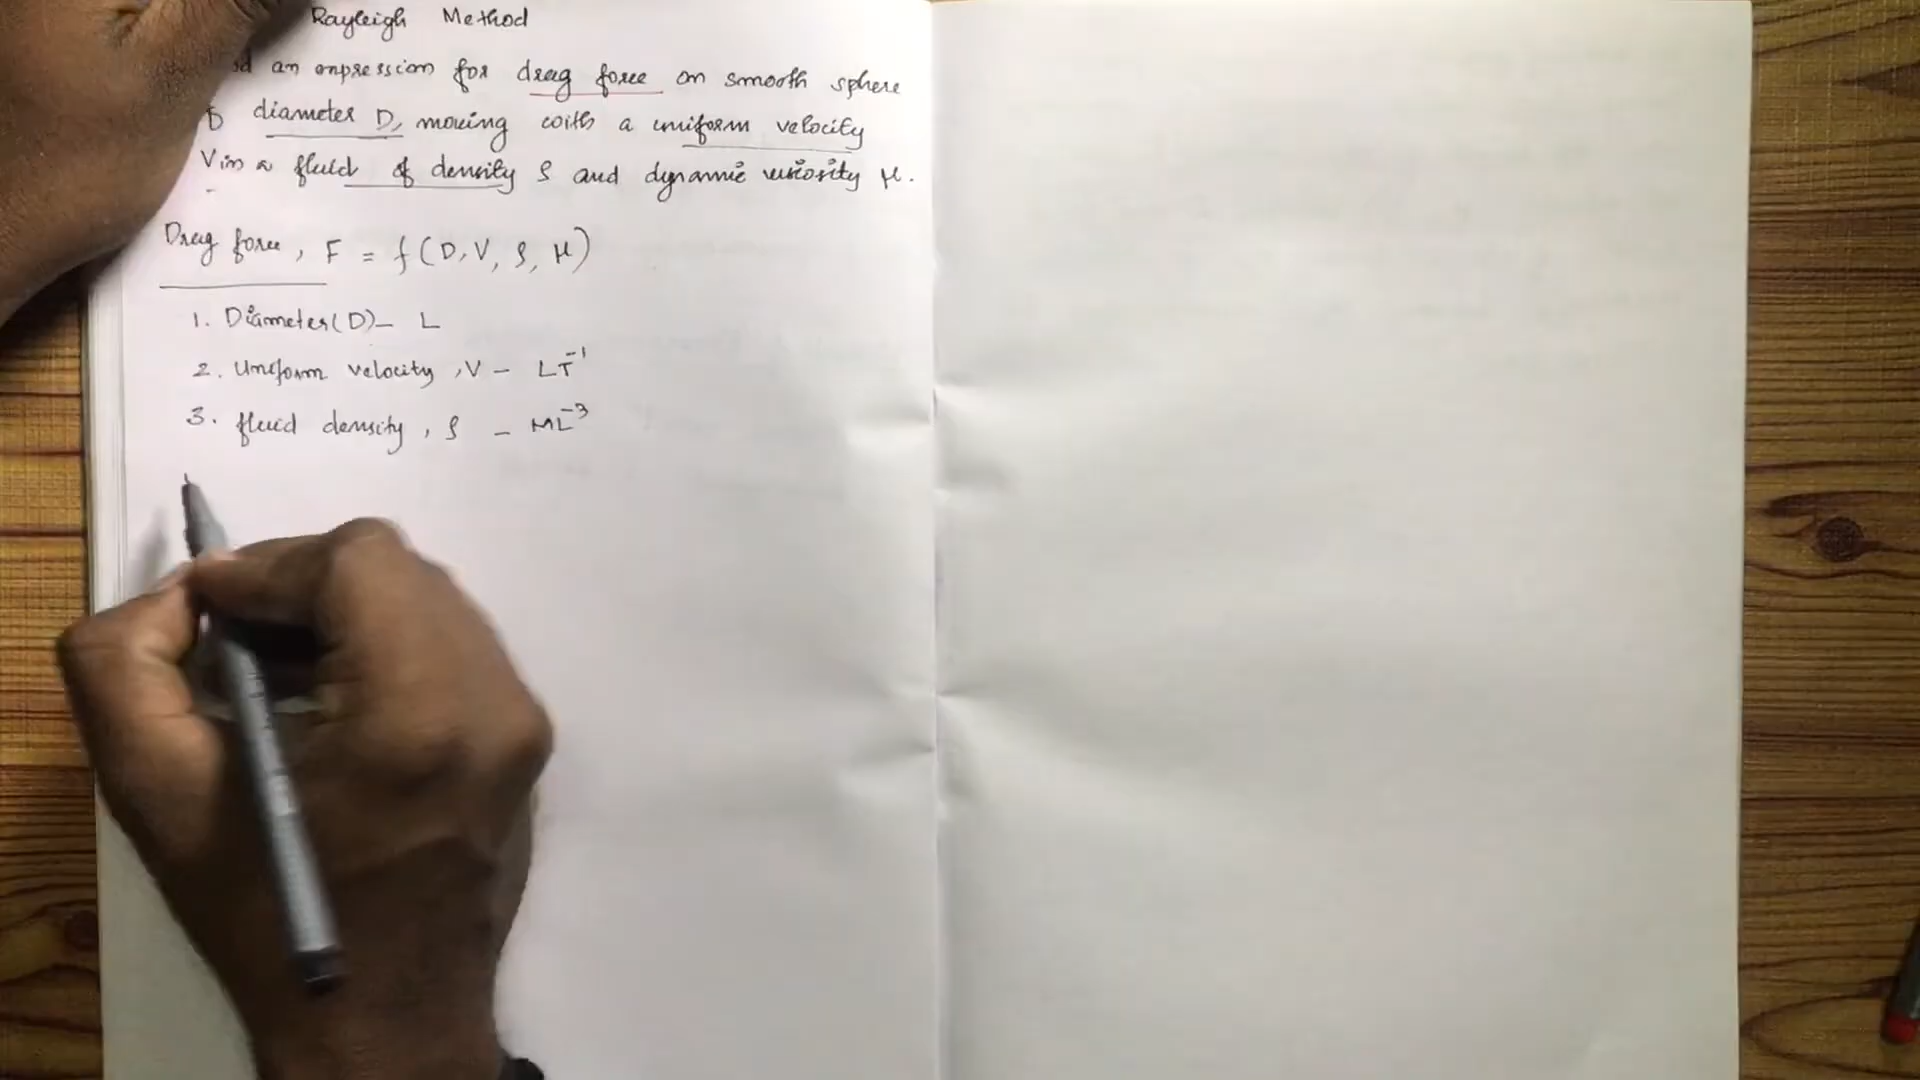 Rayleigh Method
an expression for drag force on smooth sphere
diameter D, moving with a uniform velocity
V in a fluid of density ρ and dynamic viscosity μ.
Drag force, F = f(D, V, ρ, μ)
1. Diameter(D) - L
2. Uniform velocity, V - LT⁻¹
3. fluid density, ρ - ML⁻³